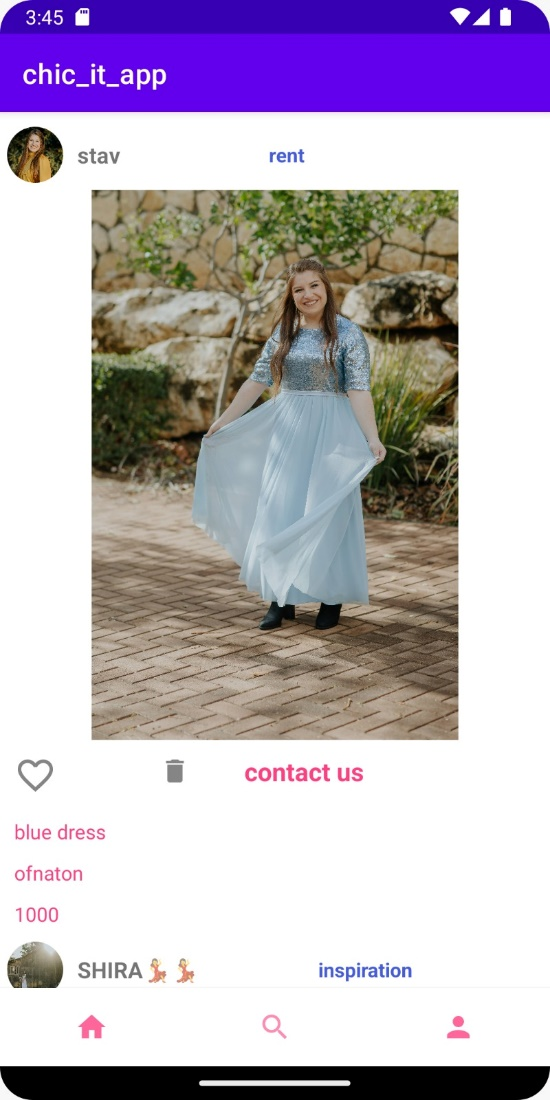 3:45
chic_it_app
stav
rent
contact us
blue dress
ofnaton
1000
SHIRA💃💃
inspiration